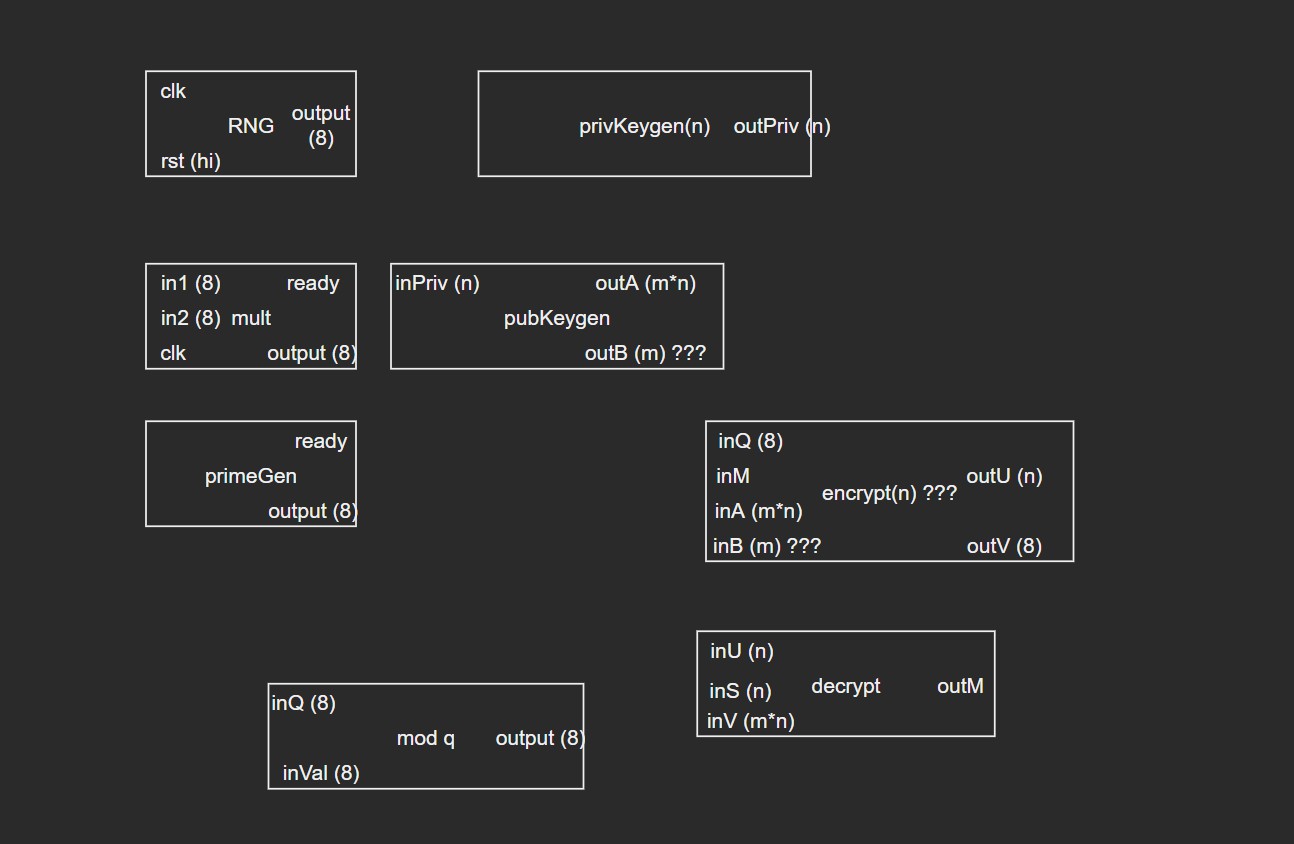 clk
RNG
output
(8)
rst (hi)
privKeygen(n)
outPriv (n)
in1 (8)
ready
in2 (8)
mult
clk
output (8)
inPriv (n)
outA (m*n)
pubKeygen
outB (m) ???
ready
primeGen
output (8)
inQ (8)
inM
outU (n)
encrypt(n) ???
inA (m*n)
inB (m) ???
outV (8)
inU (n)
inS (n)
decrypt
outM
inV (m*n)
inQ (8)
mod q
output (8)
inVal (8)